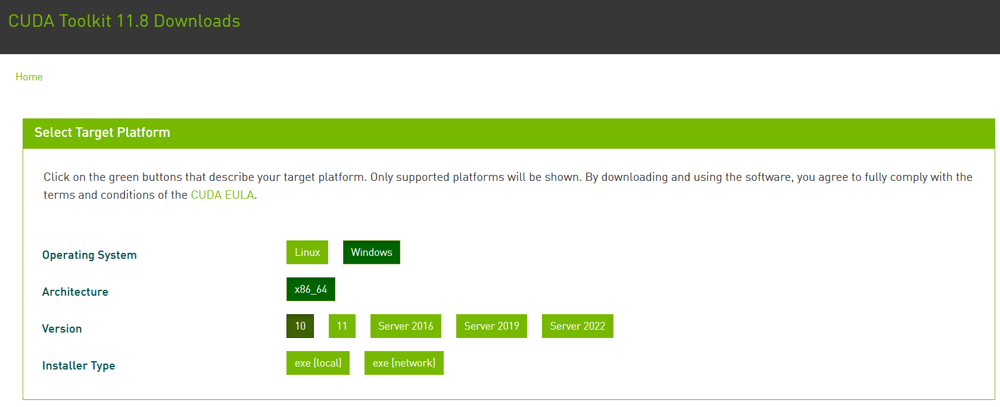 CUDA Toolkit 11.8 Downloads
Home
Select Target Platform
Click on the green buttons that describe your target platform. Only supported platforms will be shown. By downloading and using the software, you agree to fully comply with the
terms and conditions of the CUDA EULA.
Operating System Linux Windows
Architecture x86_64
Version 10 11 Server 2016 Server 2019 Server 2022
Installer Type exe (local) exe (network)